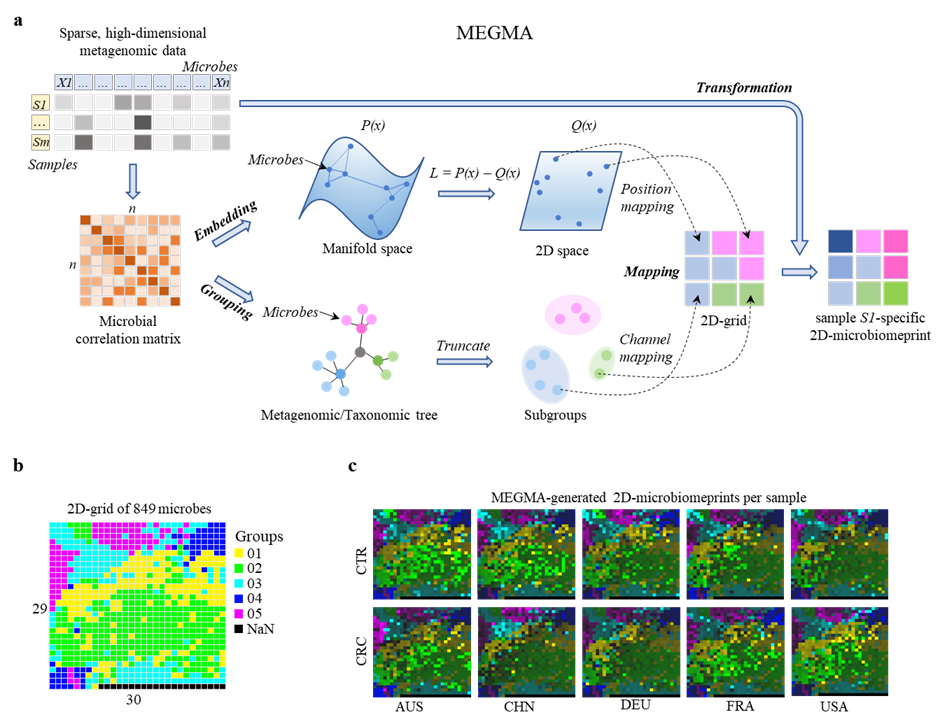 a
MEGMA
Sparse, high-dimensional
metagenomic data
Microbes
X1 ... ... ... ... ... ... ... Xn
S1
...
Sm
Samples
Transformation
P(x)
Q(x)
Microbes
L = P(x) − Q(x)
Position
mapping
Embedding
Manifold space
2D space
n
n
Microbial
correlation matrix
Grouping
Microbes
Mapping
2D-grid
sample S1-specific
2D-microbiomeprint
Truncate
Channel
mapping
Metagenomic/Taxonomic tree
Subgroups
b
2D-grid of 849 microbes
Groups
01
02
03
04
05
NaN
29
30
c
MEGMA-generated 2D-microbiomeprints per sample
CTR
CRC
AUS CHN DEU FRA USA